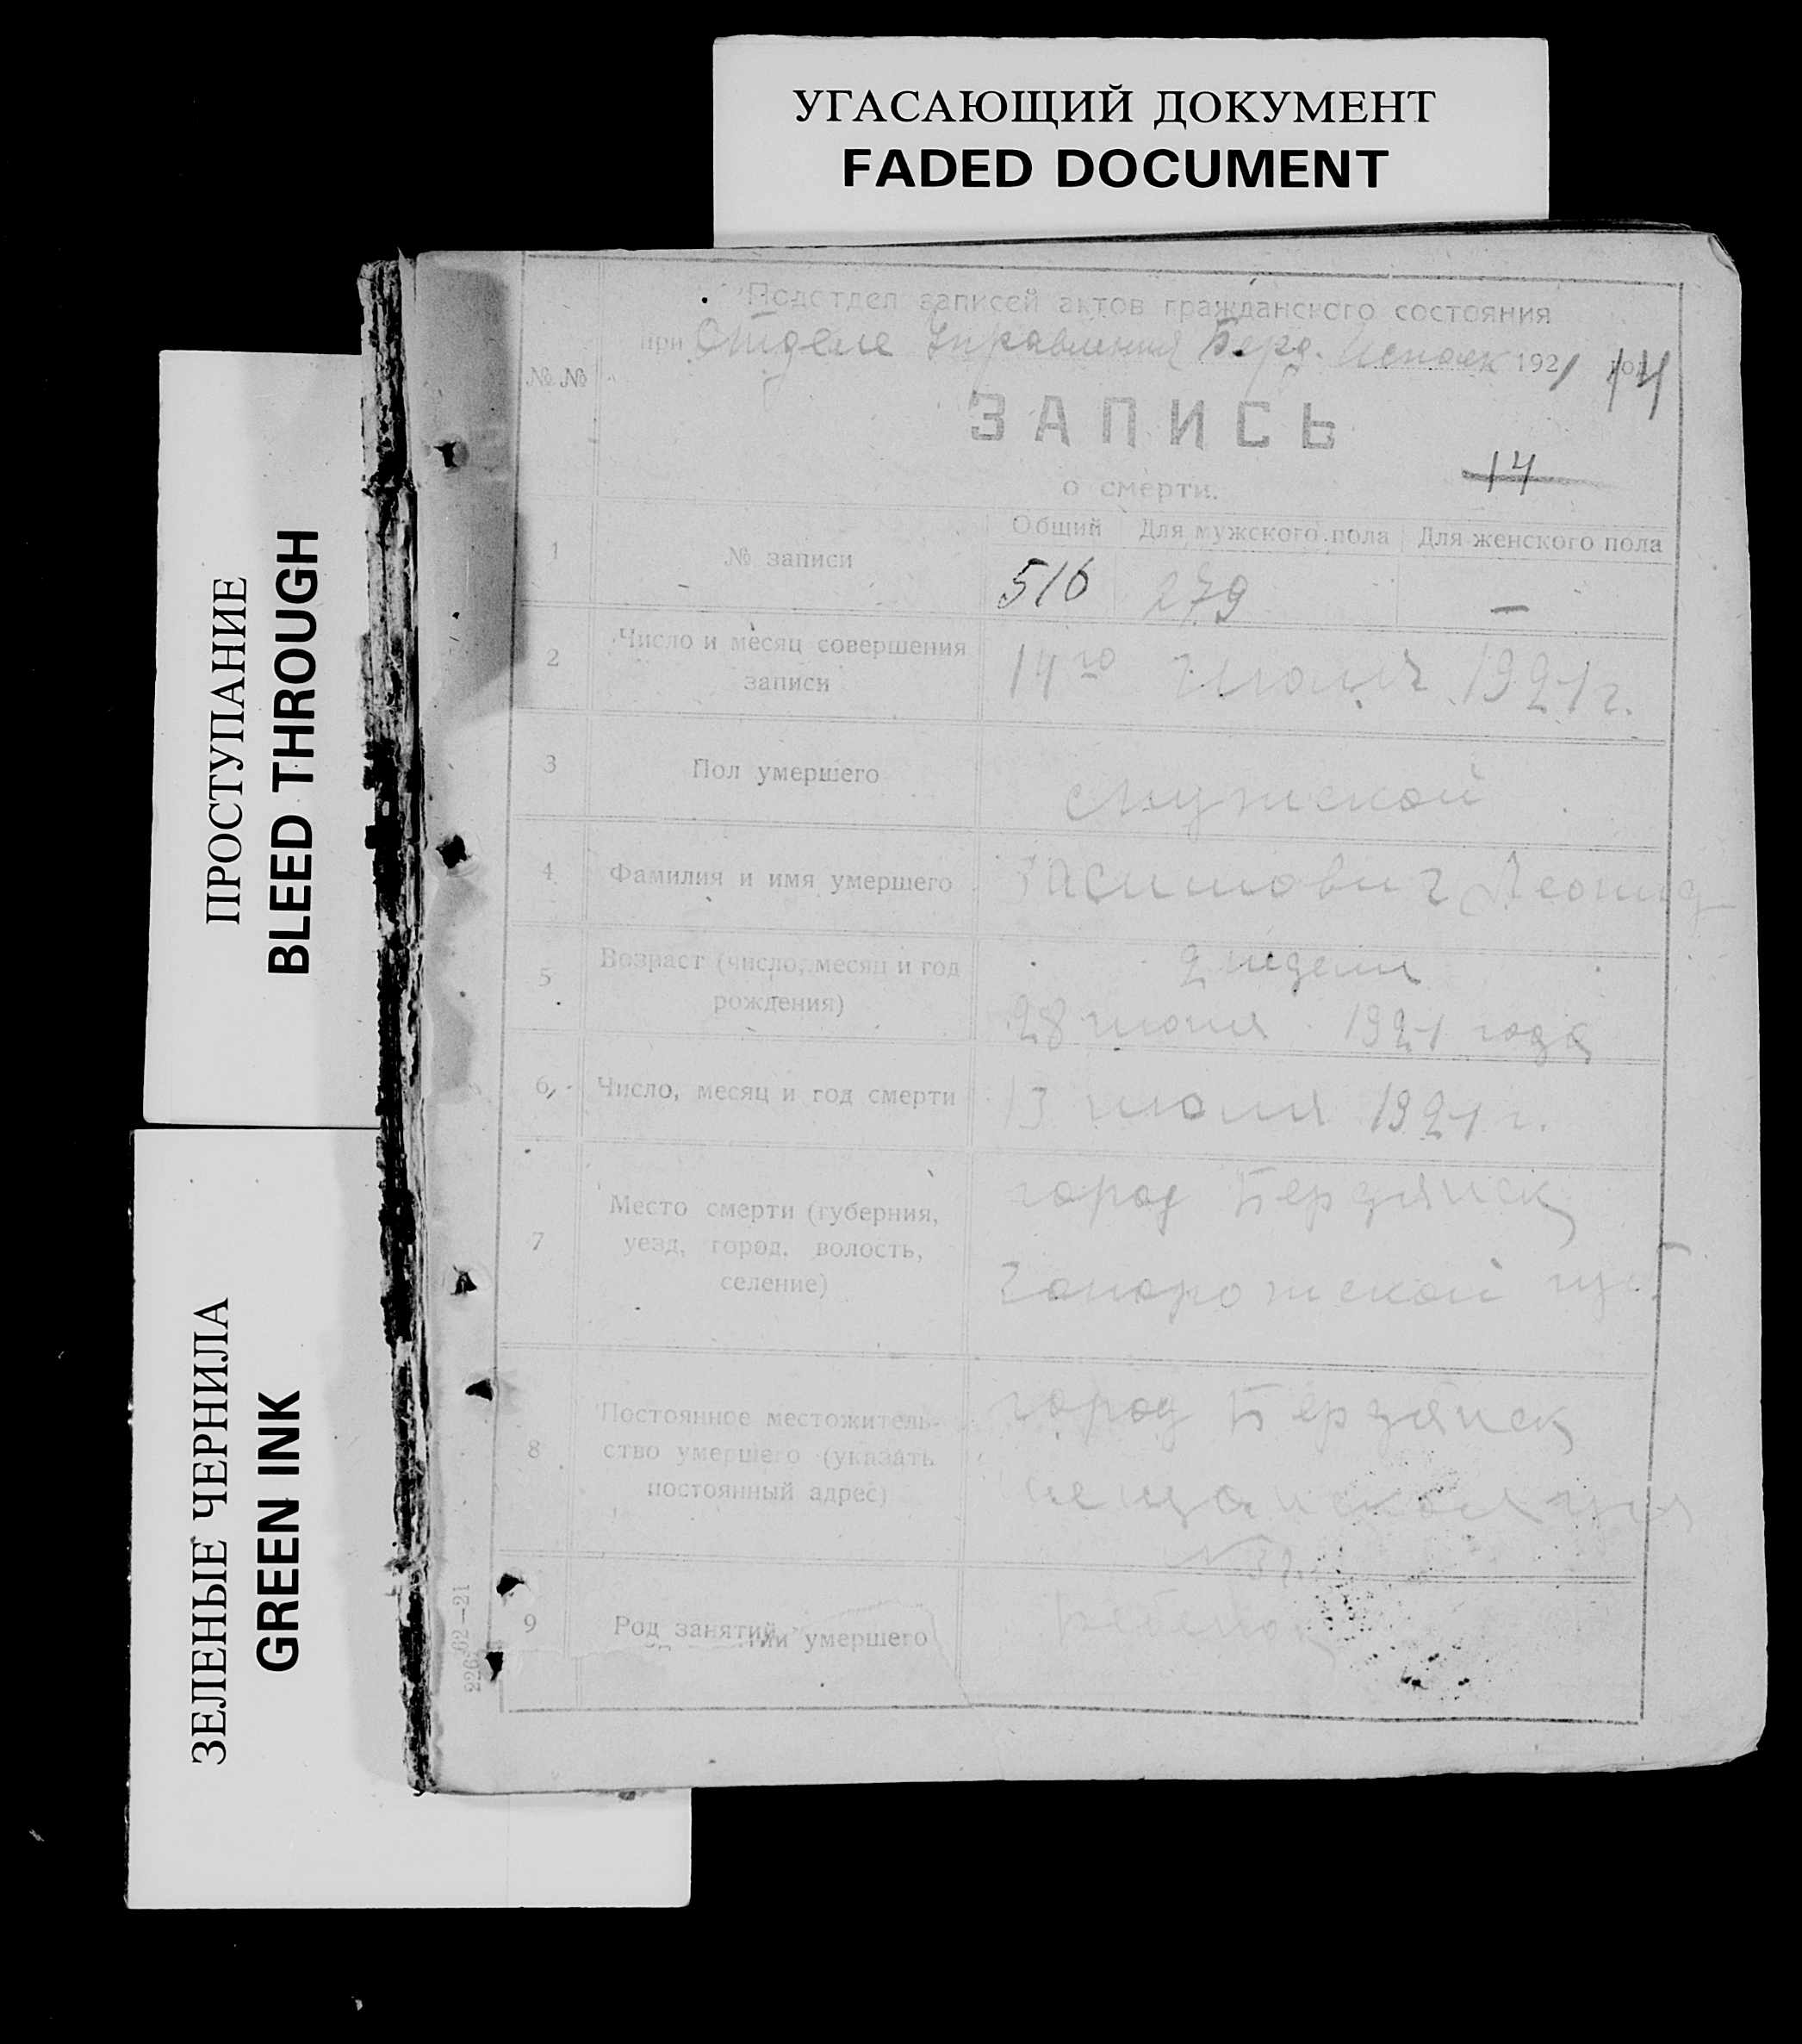 УГАСАЮЩИЙ ДОКУМЕНТ
FADED DOCUMENT
ПРОСТУПАНИЕ
BLEED THROUGH
ЗЕЛЕНЫЕ ЧЕРНИЛА
GREEN INK
Подотдел записей актов гражданского состояния
при Отделе Управления Берд. 1921
14
№ №
ЗАПИСЬ
14
о смерти.
Общий Для мужского пола Для женского пола
1 № записи 516 279 —
2 Число и месяц совершения
записи
14го Июля 1921 г.
3 Пол умершего Мужской
4 Фамилия и имя умершего Леонид
5 Возраст (число, месяц и год
рождения)
2 недели
28 июня 1921 года
6 Число, месяц и год смерти 13 июля 1921 г.
7 Место смерти (губерния,
уезд, город, волость,
селение)
город Бердянск
Запорожской губ.
8 Постоянное местожитель-
ство умершего (указать
постоянный адрес)
город Бердянск
9 Род занятий умершего
62-21